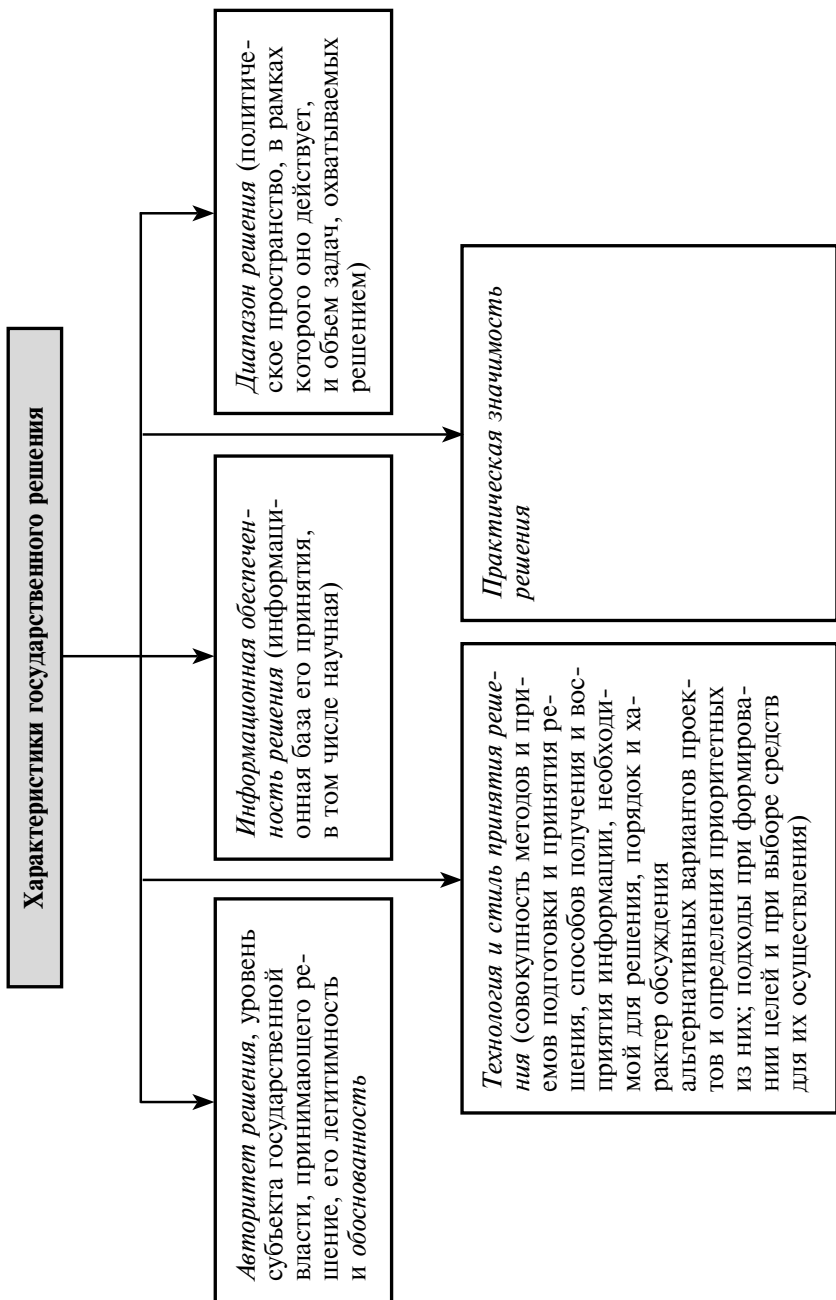 Характеристики государственного решения
Авторитет решения, уровень
субъекта государственной
власти, принимающего ре-
шение, его легитимность
и обоснованность
Информационная обеспечен-
ность решения (информаци-
онная база его принятия,
в том числе научная)
Диапазон решения (политиче-
ское пространство, в рамках
которого оно действует,
и объем задач, охватываемых
решением)
Технология и стиль принятия реше-
ния (совокупность методов и при-
емов подготовки и принятия ре-
шения, способов получения и вос-
приятия информации, необходи-
мой для решения, порядок и ха-
рактер обсуждения
альтернативных вариантов проек-
тов и определения приоритетных
из них; подходы при формирова-
нии целей и при выборе средств
для их осуществления)
Практическая значимость
решения